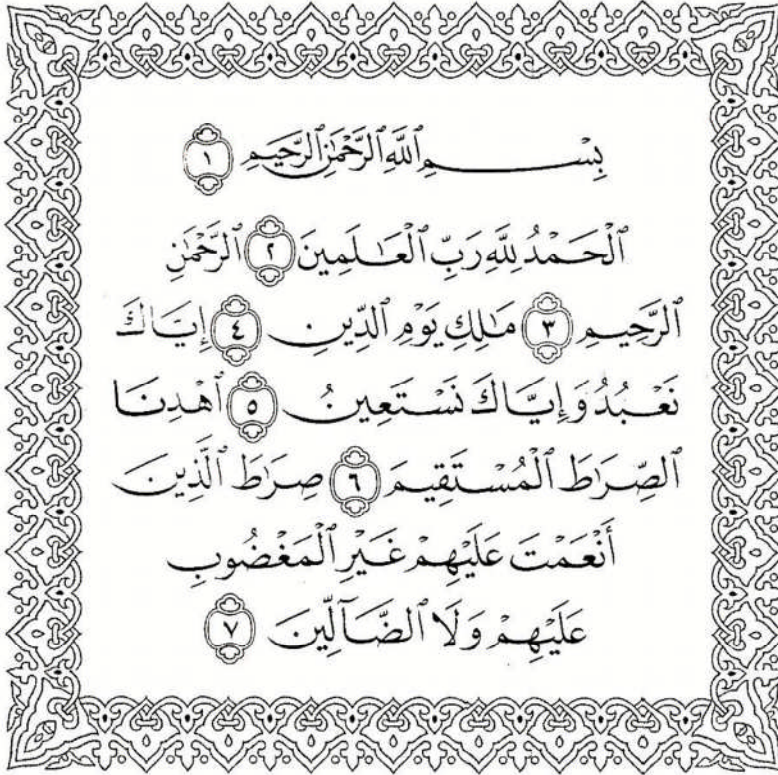 بِسْمِ ٱللَّهِ ٱلرَّحْمَٰنِ ٱلرَّحِيمِ ١
ٱلْحَمْدُ لِلَّهِ رَبِّ ٱلْعَٰلَمِينَ ٢ ٱلرَّحْمَٰنِ
ٱلرَّحِيمِ ٣ مَٰلِكِ يَوْمِ ٱلدِّينِ ٤ إِيَّاكَ
نَعْبُدُ وَإِيَّاكَ نَسْتَعِينُ ٥ ٱهْدِنَا
ٱلصِّرَٰطَ ٱلْمُسْتَقِيمَ ٦ صِرَٰطَ ٱلَّذِينَ
أَنْعَمْتَ عَلَيْهِمْ غَيْرِ ٱلْمَغْضُوبِ
عَلَيْهِمْ وَلَا ٱلضَّآلِّينَ ٧